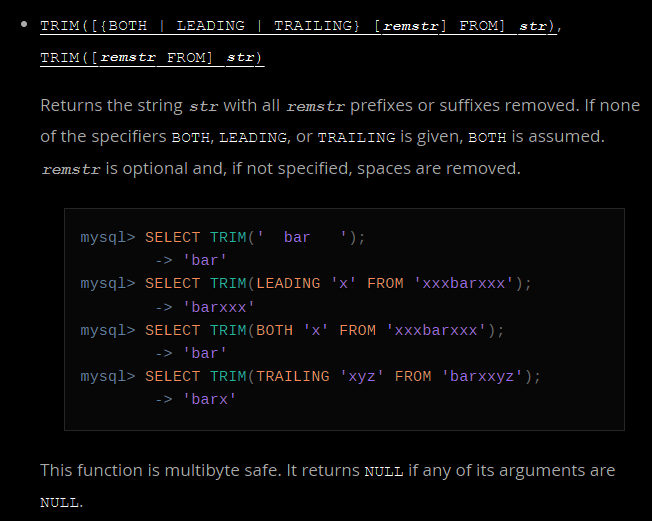 • TRIM([{BOTH | LEADING | TRAILING} [remstr] FROM] str),
TRIM([remstr FROM] str)
Returns the string str with all remstr prefixes or suffixes removed. If none
of the specifiers BOTH, LEADING, or TRAILING is given, BOTH is assumed.
remstr is optional and, if not specified, spaces are removed.
mysql> SELECT TRIM('  bar   ');
        -> 'bar'
mysql> SELECT TRIM(LEADING 'x' FROM 'xxxbarxxx');
        -> 'barxxx'
mysql> SELECT TRIM(BOTH 'x' FROM 'xxxbarxxx');
        -> 'bar'
mysql> SELECT TRIM(TRAILING 'xyz' FROM 'barxxyz');
        -> 'barx'
This function is multibyte safe. It returns NULL if any of its arguments are
NULL.